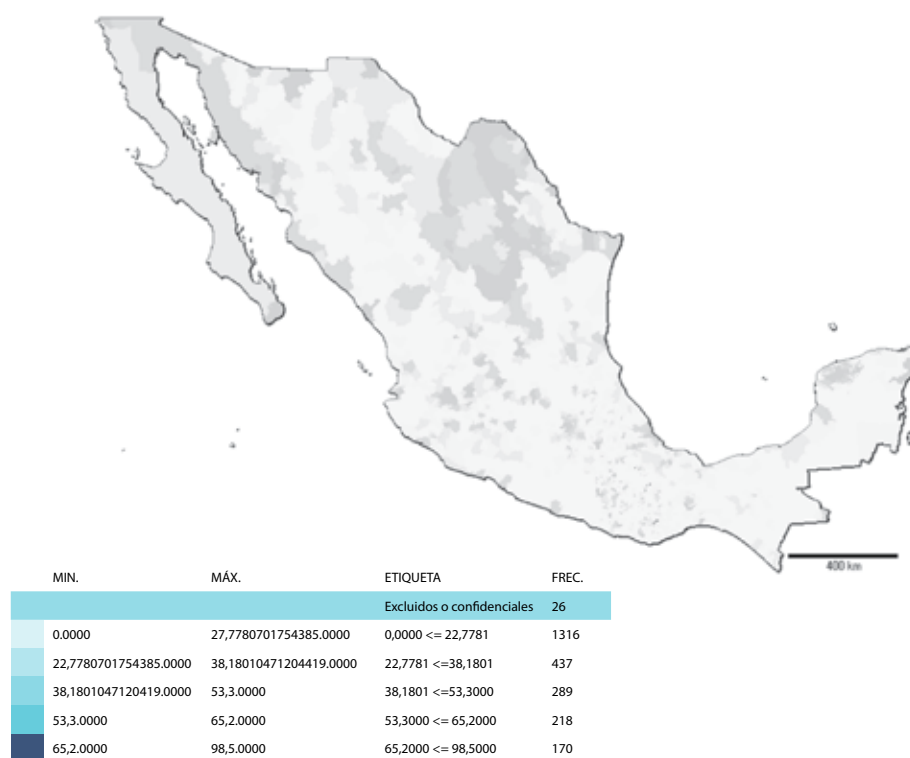 400 km
MIN. MÁX. ETIQUETA FREC.
Excluidos o confidenciales 26
0.0000 27,7780701754385.0000 0,0000 <= 22,7781 1316
22,7780701754385.0000 38,18010471204419.0000 22,7781 <=38,1801 437
38,1801047120419.0000 53,3.0000 38,1801 <=53,3000 289
53,3.0000 65,2.0000 53,3000 <= 65,2000 218
65,2.0000 98,5.0000 65,2000 <= 98,5000 170